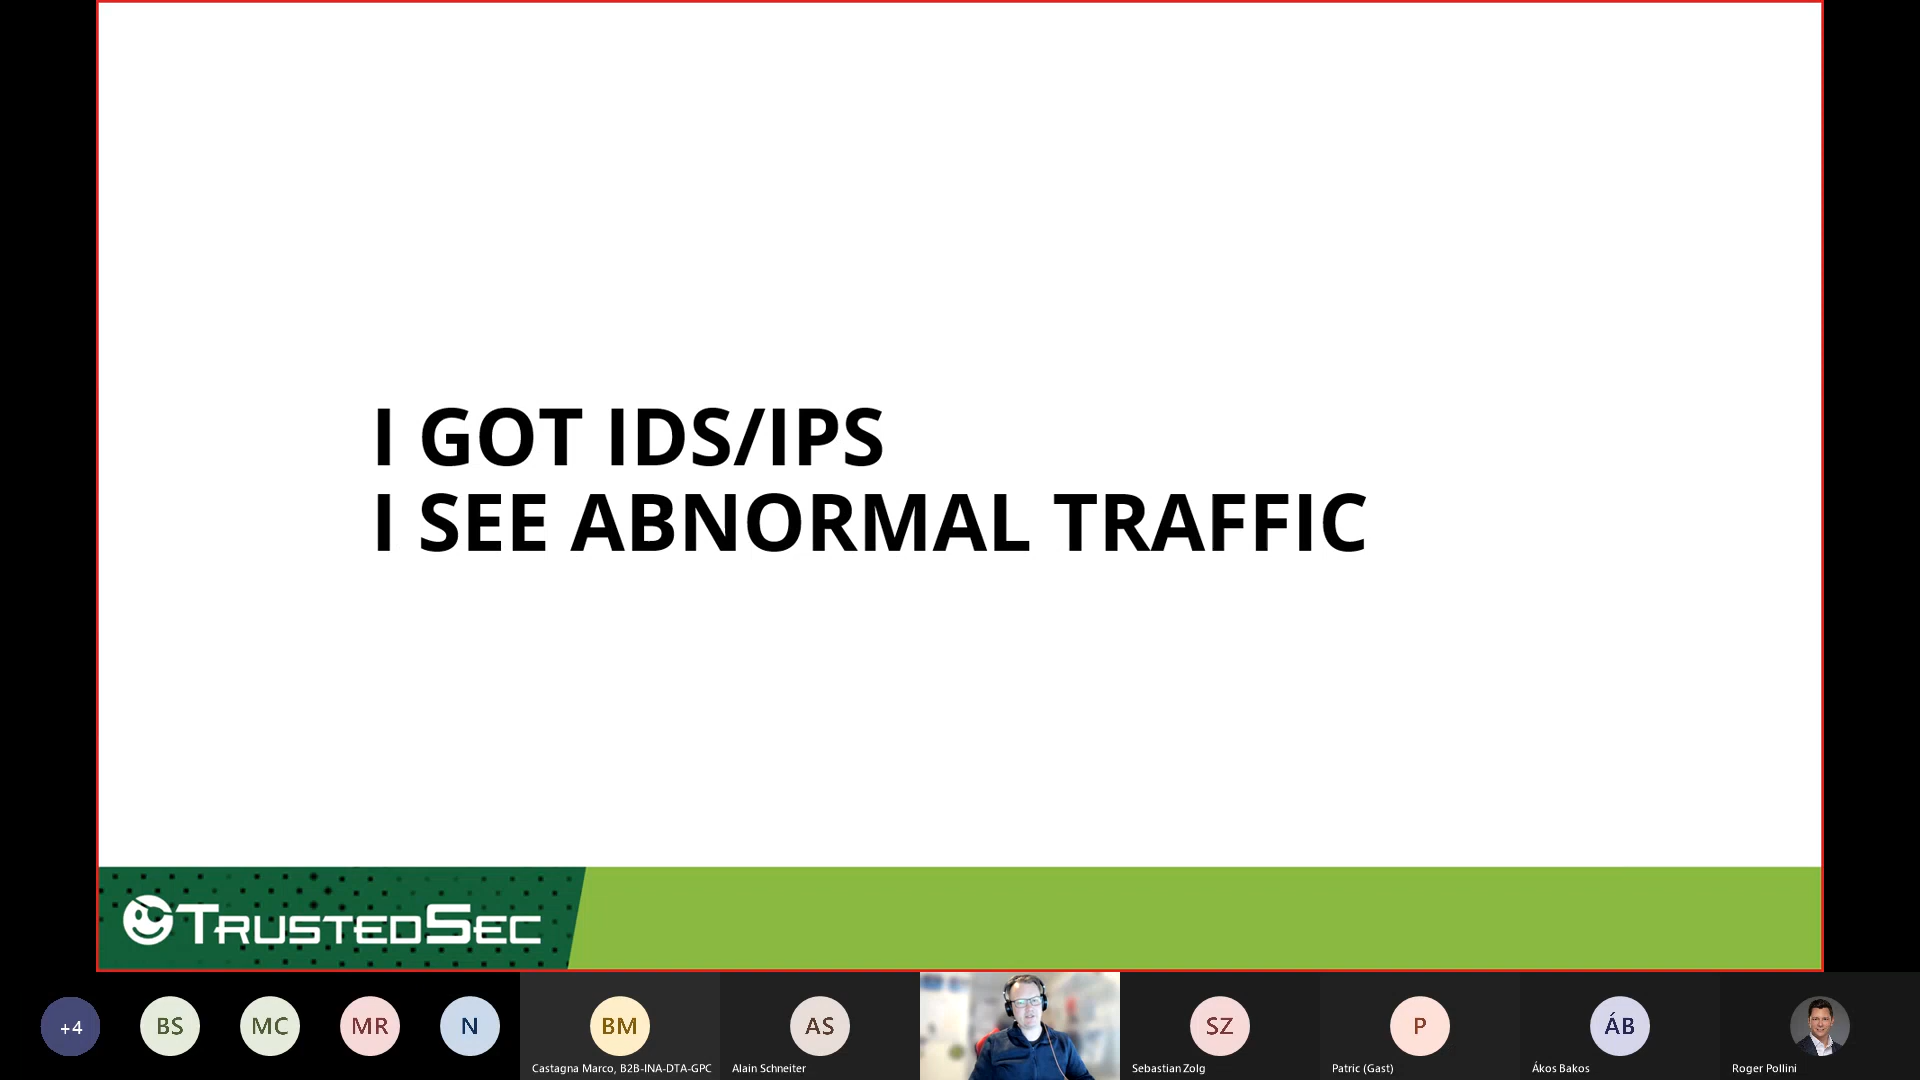 I GOT IDS/IPS
I SEE ABNORMAL TRAFFIC
TRUSTEDSEC
+4
BS
MC
MR
N
BM
AS
SZ
P
ÁB
Castagna Marco, B2B-INA-DTA-GPC
Alain Schneiter
Sebastian Zolg
Patric (Gast)
Ákos Bakos
Roger Pollini